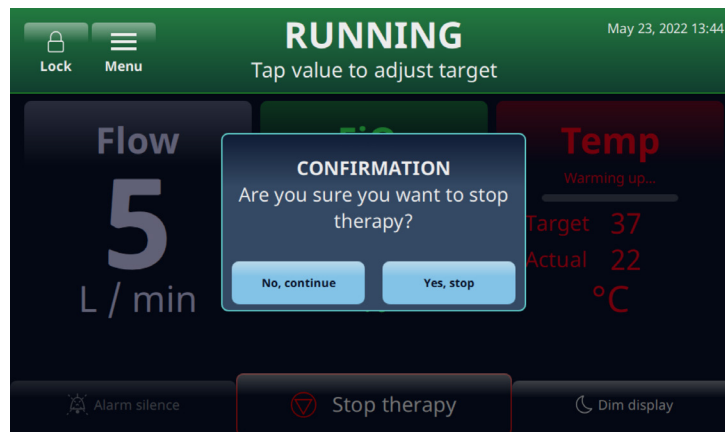 RUNNING
May 23, 2022 13:44
Lock
Menu
Tap value to adjust target
Flow
Temp
CONFIRMATION
Are you sure you want to stop
therapy?
Warming up...
5
Target 37
Actual 22
No, continue
Yes, stop
L / min
°C
Alarm silence
Stop therapy
Dim display